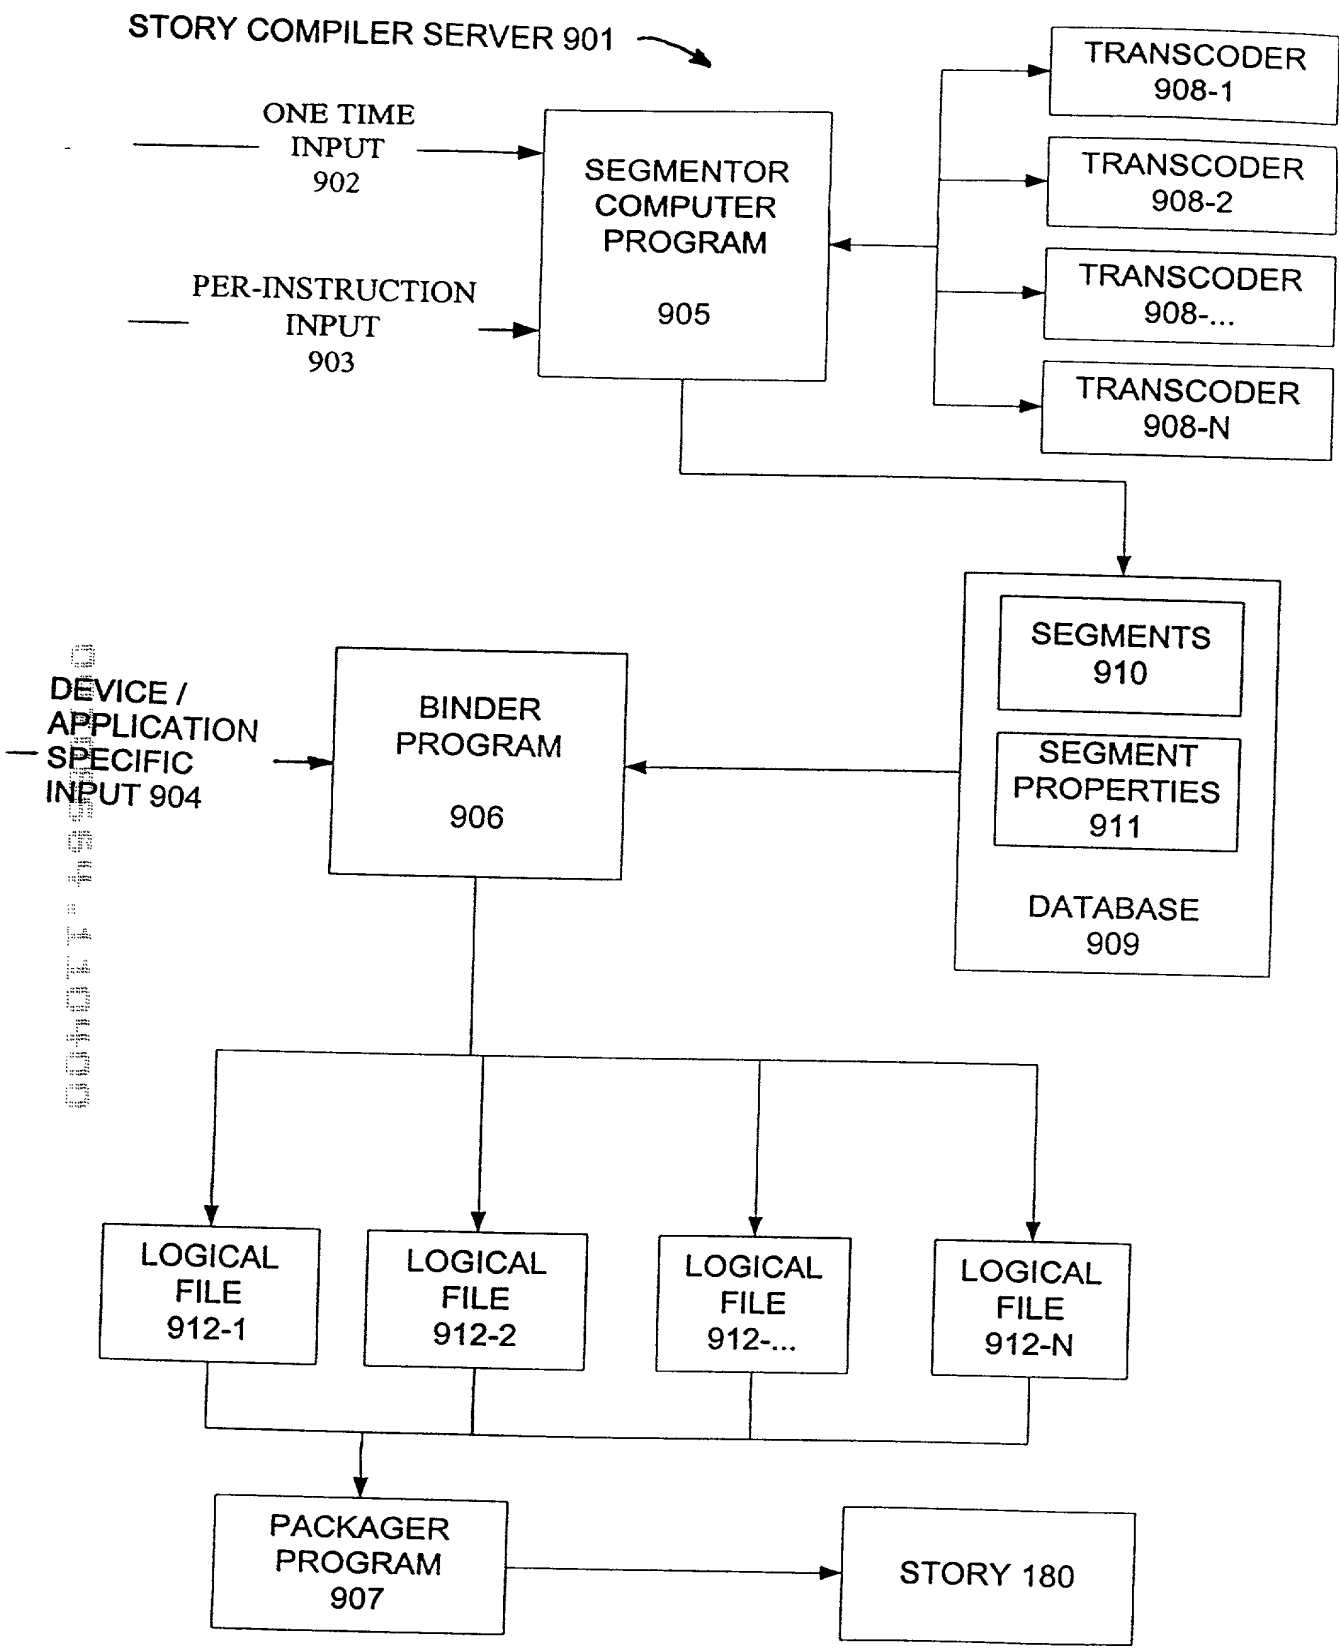 STORY COMPILER SERVER 901
ONE TIME
INPUT
902
PER-INSTRUCTION
INPUT
903
SEGMENTOR
COMPUTER
PROGRAM
905
TRANSCODER
908-1
TRANSCODER
908-2
TRANSCODER
908-...
TRANSCODER
908-N
SEGMENTS
910
SEGMENT
PROPERTIES
911
DATABASE
909
DEVICE /
APPLICATION
SPECIFIC
INPUT 904
BINDER
PROGRAM
906
LOGICAL
FILE
912-1
LOGICAL
FILE
912-2
LOGICAL
FILE
912-...
LOGICAL
FILE
912-N
PACKAGER
PROGRAM
907
STORY 180